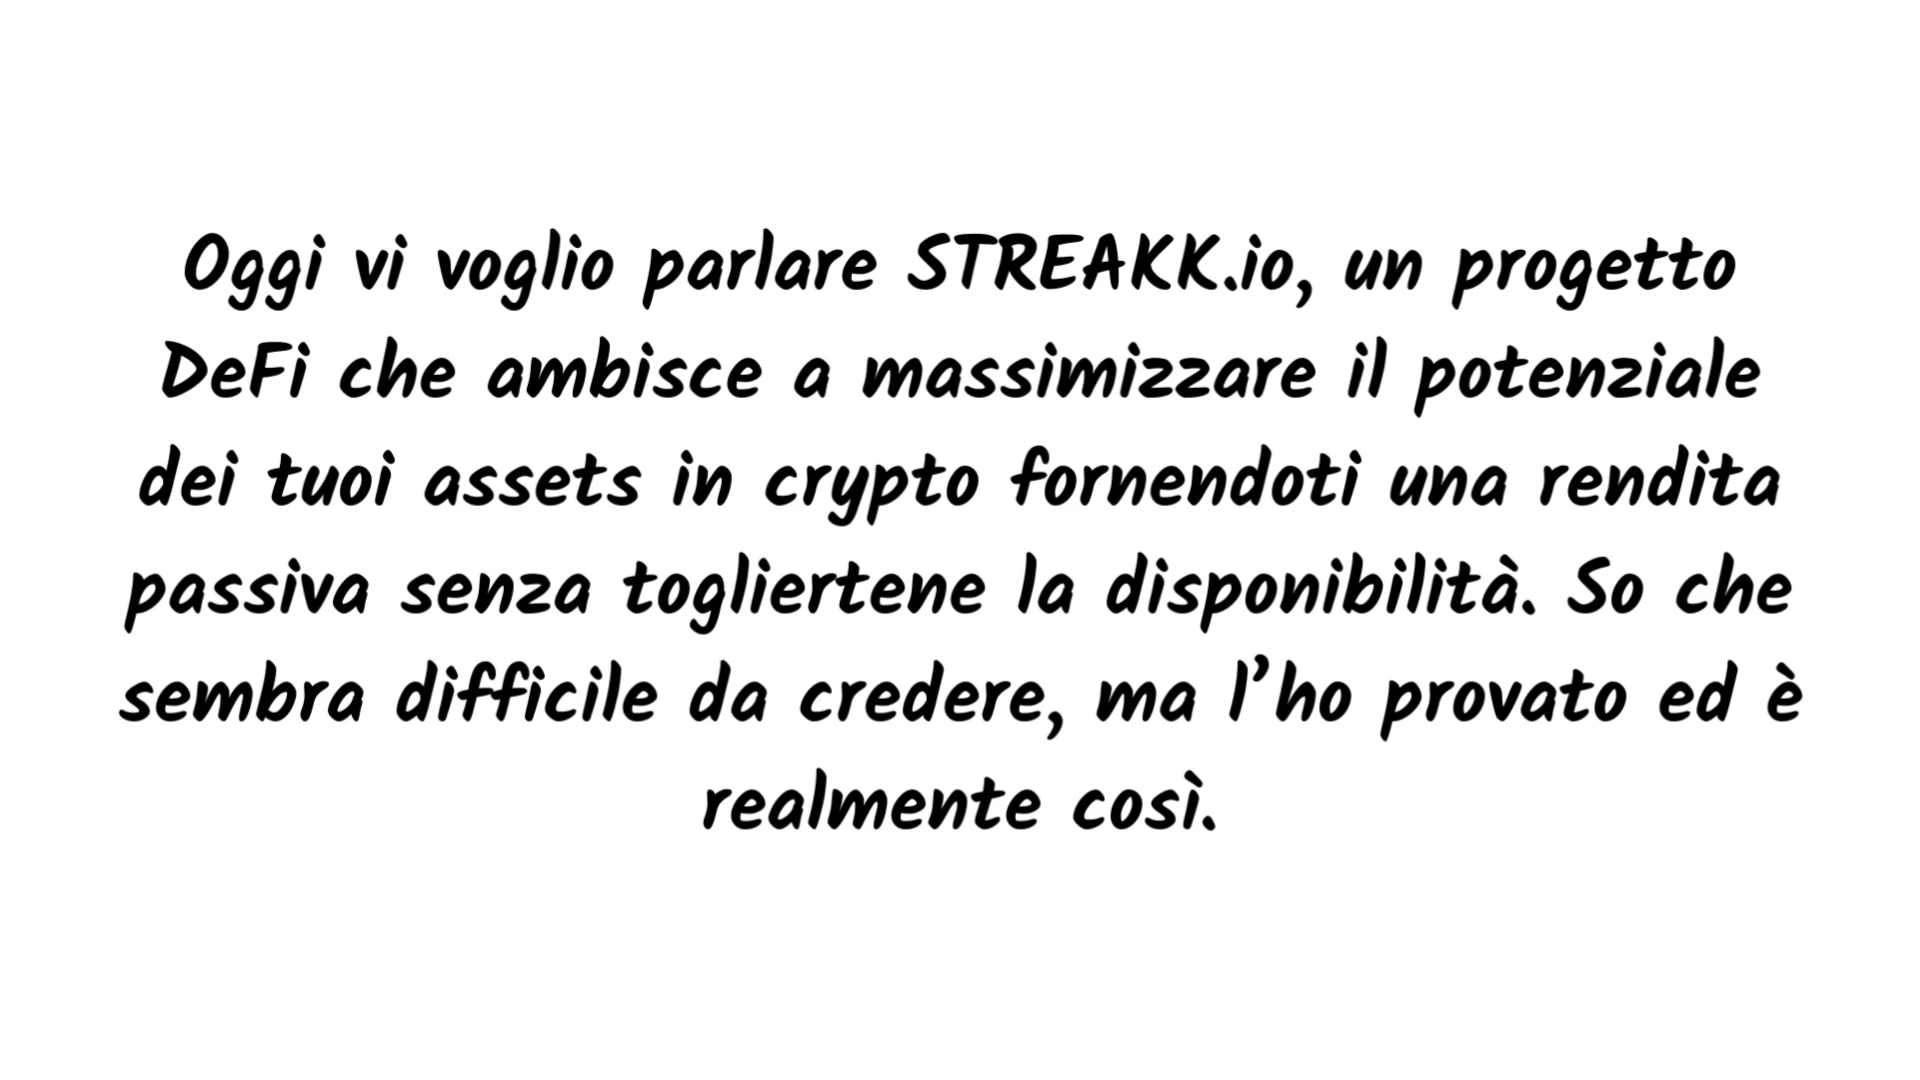 Oggi vi voglio parlare STREAKK.io, un progetto
DeFi che ambisce a massimizzare il potenziale
dei tuoi assets in crypto fornendoti una rendita
passiva senza togliertene la disponibilità. So che
sembra difficile da credere, ma l’ho provato ed è
realmente così.